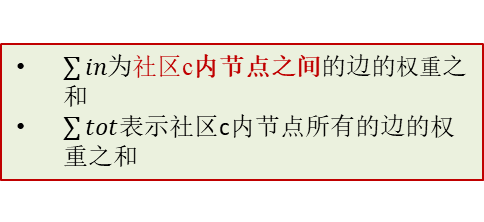 • ∑in为社区c内节点之间的边的权重之
和
• ∑tot表示社区c内节点所有的边的权
重之和